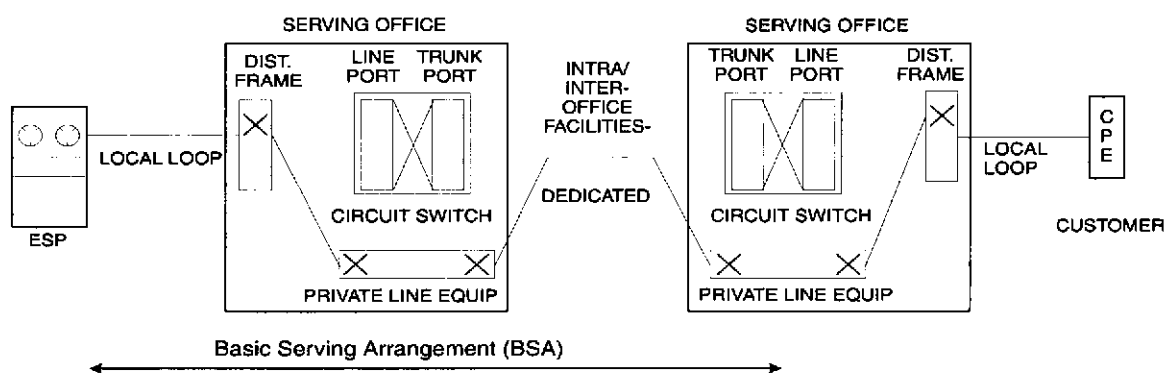 SERVING OFFICE
SERVING OFFICE
DIST.
FRAME
LINE
PORT
TRUNK
PORT
INTRA/
INTER-
OFFICE
FACILITIES-
DEDICATED
TRUNK
PORT
LINE
PORT
DIST.
FRAME
LOCAL LOOP
CIRCUIT SWITCH
CIRCUIT SWITCH
LOCAL
LOOP
C
P
E
ESP
CUSTOMER
PRIVATE LINE EQUIP
PRIVATE LINE EQUIP
Basic Serving Arrangement (BSA)